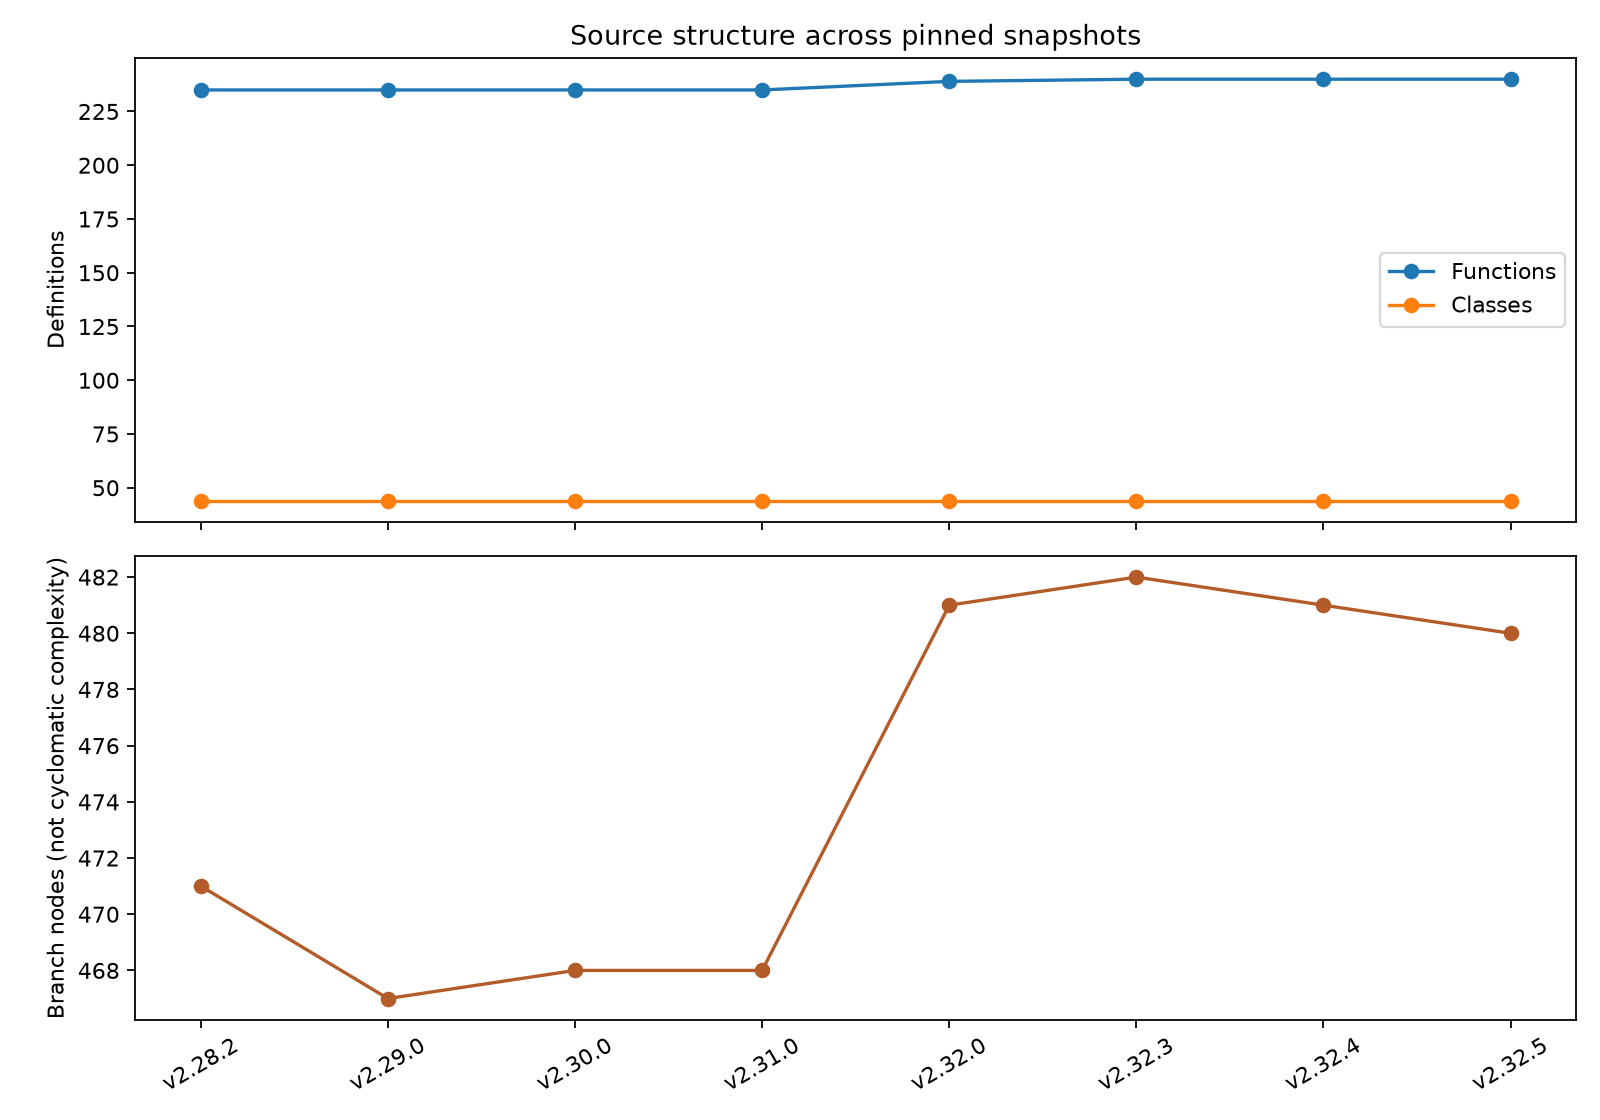 Source structure across pinned snapshots
Definitions
225
200
175
150
125
100
75
50
Functions
Classes
Branch nodes (not cyclomatic complexity)
482
480
478
476
474
472
470
468
v2.28.2
v2.29.0
v2.30.0
v2.31.0
v2.32.0
v2.32.3
v2.32.4
v2.32.5